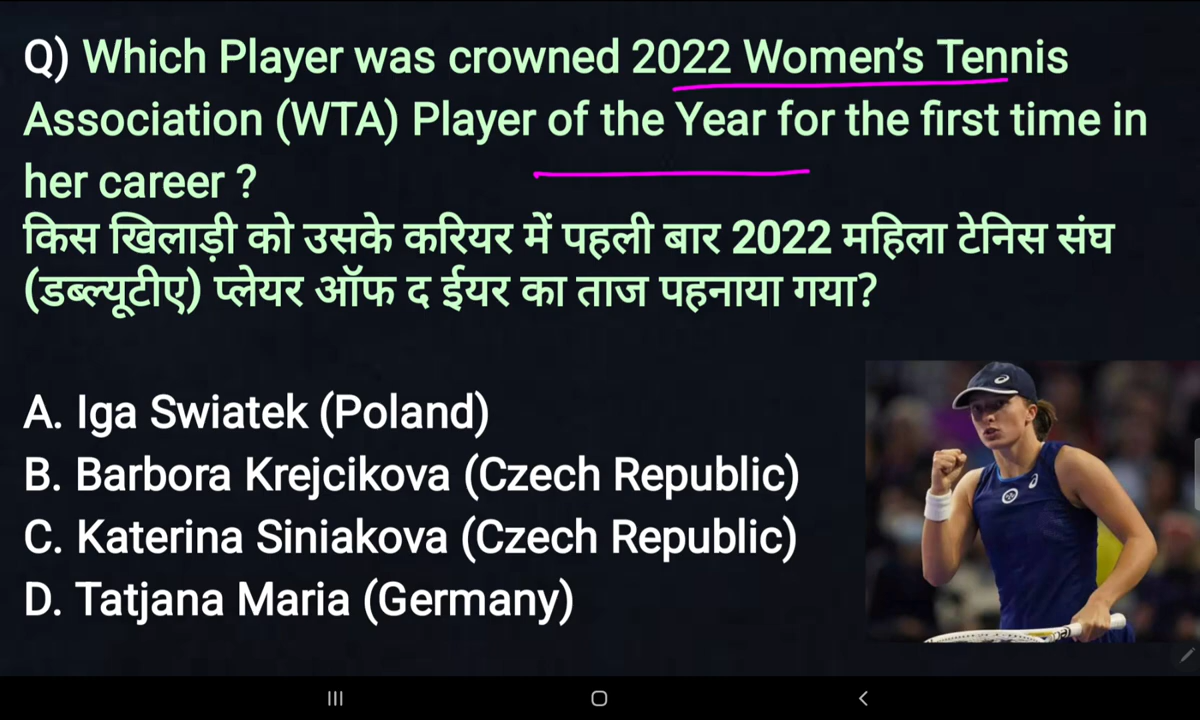 Q) Which Player was crowned 2022 Women's Tennis
Association (WTA) Player of the Year for the first time in
her career ?
किस खिलाड़ी को उसके करियर में पहली बार 2022 महिला टेनिस संघ
(डब्ल्यूटीए) प्लेयर ऑफ द ईयर का ताज पहनाया गया?
A. Iga Swiatek (Poland)
B. Barbora Krejcikova (Czech Republic)
C. Katerina Siniakova (Czech Republic)
D. Tatjana Maria (Germany)